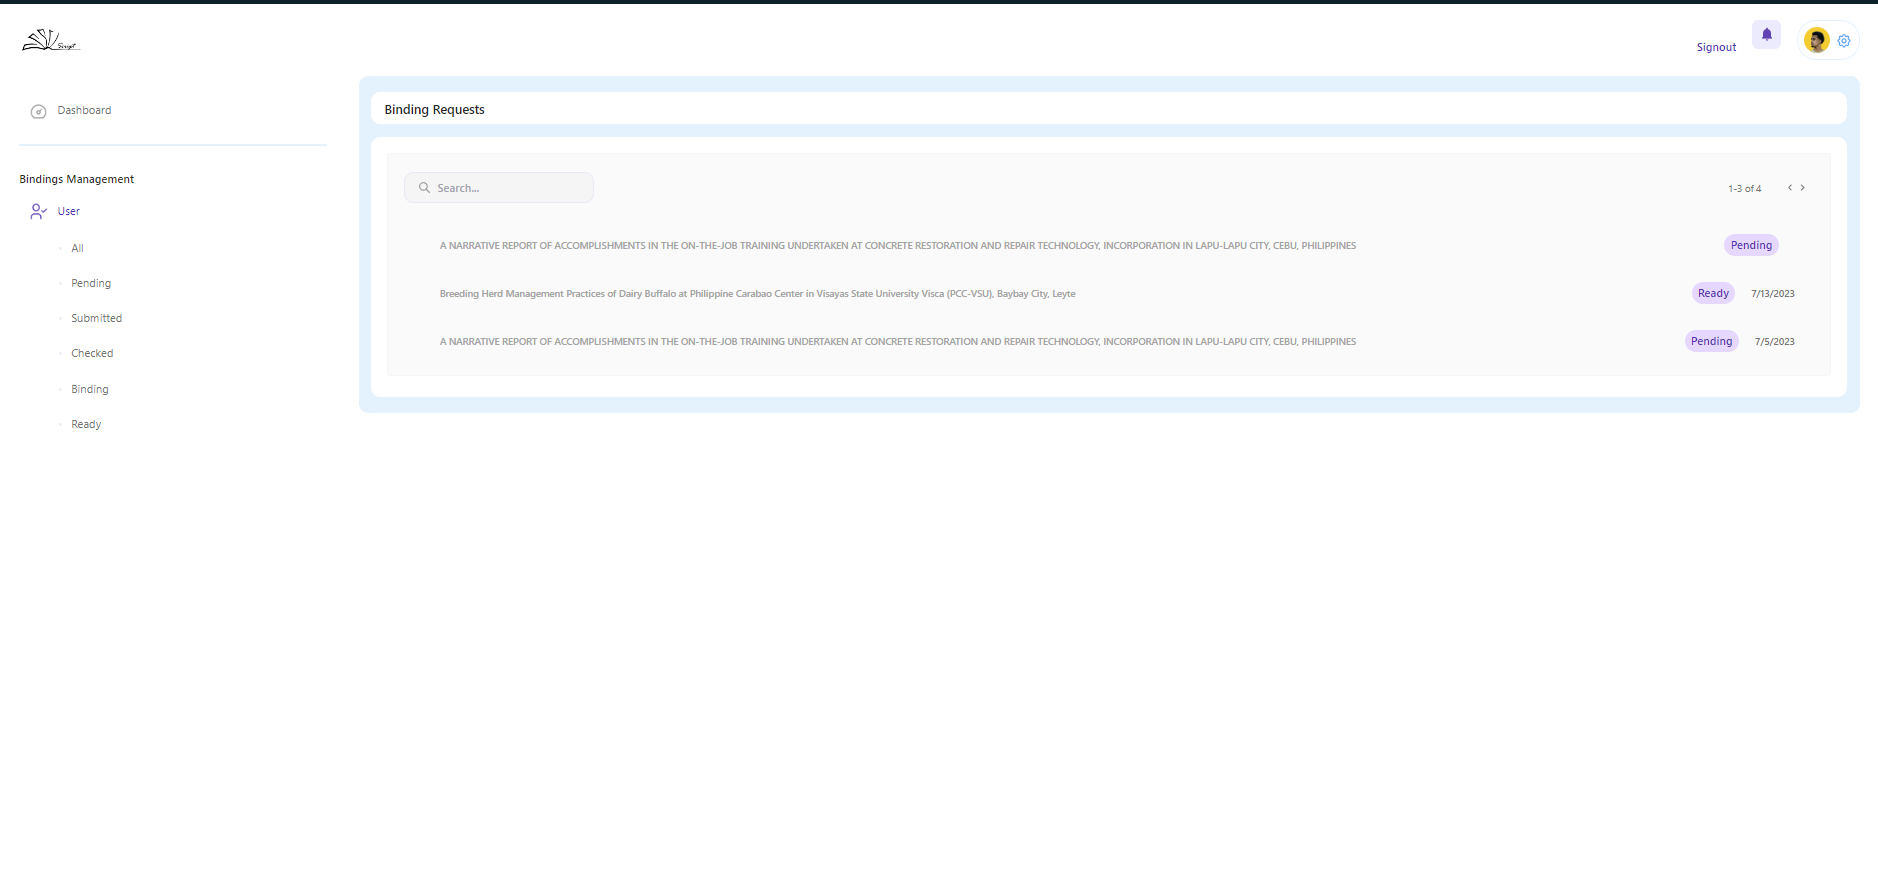 Script
Signout
Dashboard
Bindings Management
User
All
Pending
Submitted
Checked
Binding
Ready
Binding Requests
Search...
1-3 of 4
A NARRATIVE REPORT OF ACCOMPLISHMENTS IN THE ON-THE-JOB TRAINING UNDERTAKEN AT CONCRETE RESTORATION AND REPAIR TECHNOLOGY, INCORPORATION IN LAPU-LAPU CITY, CEBU, PHILIPPINES Pending
Breeding Herd Management Practices of Dairy Buffalo at Philippine Carabao Center in Visayas State University Visca (PCC-VSU), Baybay City, Leyte Ready 7/13/2023
A NARRATIVE REPORT OF ACCOMPLISHMENTS IN THE ON-THE-JOB TRAINING UNDERTAKEN AT CONCRETE RESTORATION AND REPAIR TECHNOLOGY, INCORPORATION IN LAPU-LAPU CITY, CEBU, PHILIPPINES Pending 7/5/2023